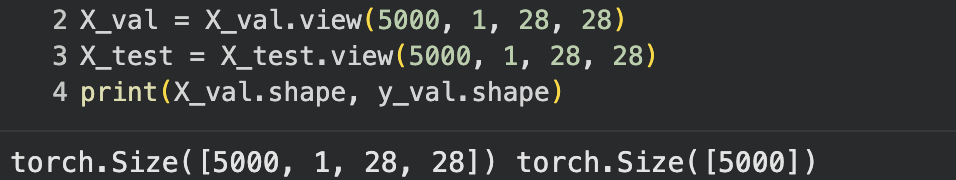 2 X_val = X_val.view(5000, 1, 28, 28)
3 X_test = X_test.view(5000, 1, 28, 28)
4 print(X_val.shape, y_val.shape)
torch.Size([5000, 1, 28, 28]) torch.Size([5000])